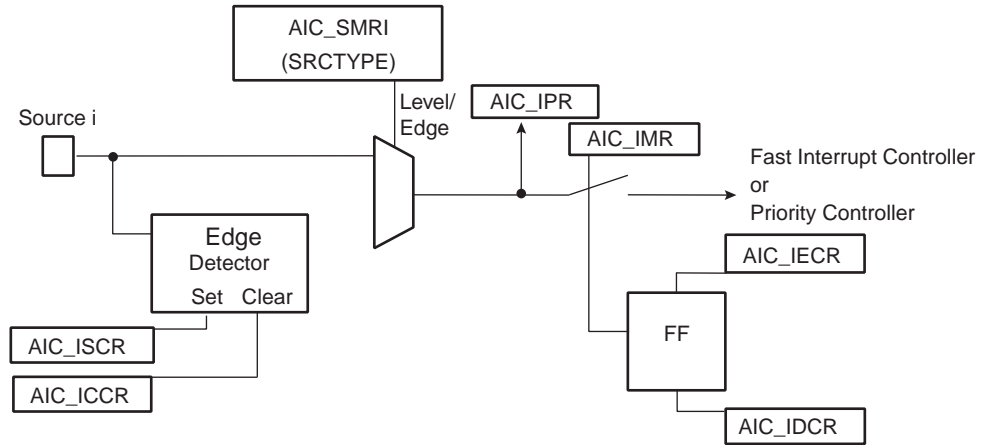 AIC_SMRI
(SRCTYPE)
Level/
Edge
AIC_IPR
AIC_IMR
Source i
Fast Interrupt Controller
or
Priority Controller
Edge
Detector
Set Clear
AIC_IECR
FF
AIC_ISCR
AIC_ICCR
AIC_IDCR